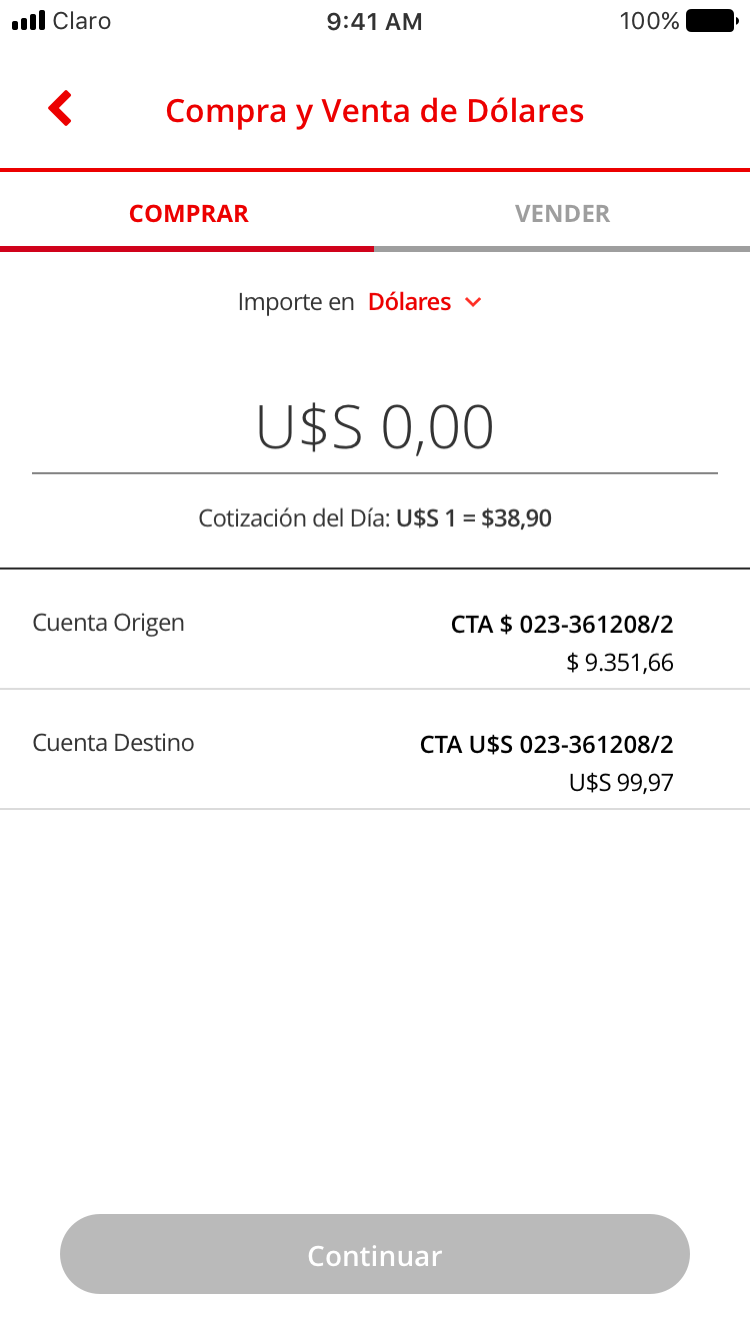 Claro 9:41 AM 100%
Compra y Venta de Dólares
COMPRAR VENDER
Importe en Dólares
U$S 0,00
Cotización del Día: U$S 1 = $38,90
Cuenta Origen CTA $ 023-361208/2
$ 9.351,66
Cuenta Destino CTA U$S 023-361208/2
U$S 99,97
Continuar